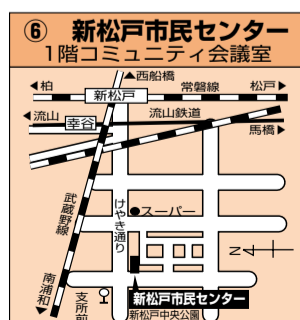 ⑥ 新松戸市民センター
1階コミュニティ会議室
▲西船橋
◀柏
新松戸
常磐線
松戸▶
◀流山
幸谷
流山鉄道
馬橋▶
武蔵野線
けやき通り
●スーパー
N
南浦和
支所前
新松戸市民センター
新松戸中央公園